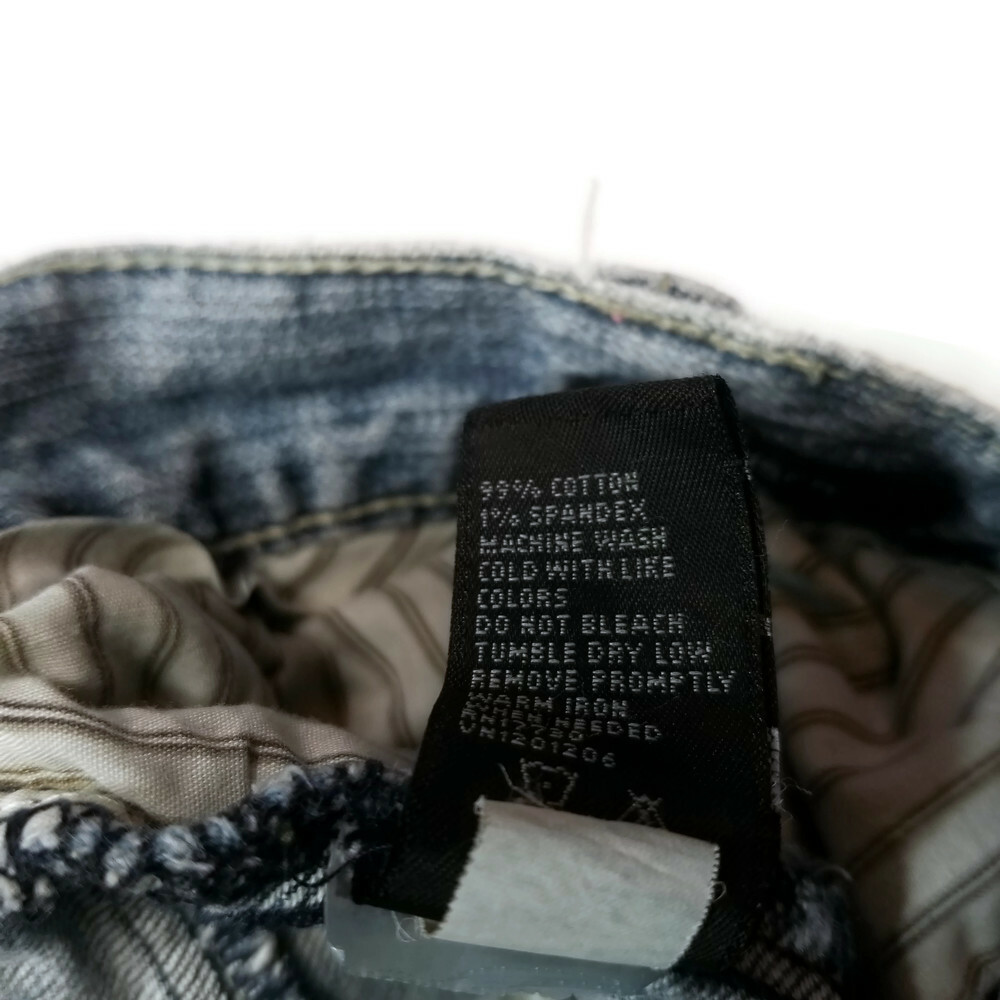 99% COTTON
1% SPANDEX
MACHINE WASH
COLD WITH LIKE
COLORS
DO NOT BLEACH
TUMBLE DRY LOW
REMOVE PROMPTLY
WARM IRON
NEEDED